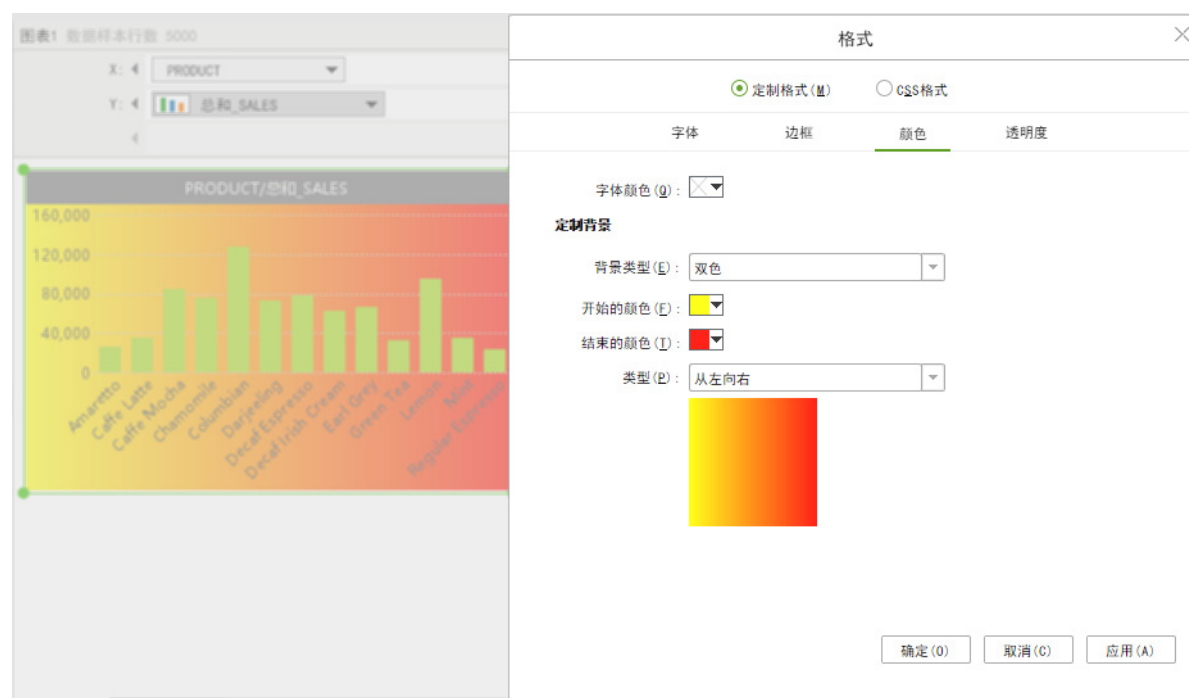 图表1 数据样本行数 5000
X: PRODUCT
Y: 总和_SALES
PRODUCT/总和_SALES
160,000
120,000
80,000
40,000
0
Amaretto
Caffe Latte
Caffe Mocha
Chamomile
Columbian
Darjeeling
Decaf Espresso
Decaf Irish Cream
Earl Grey
Green Tea
Lemon
Mint
Regular Espresso
格式
定制格式(M) CSS格式
字体 边框 颜色 透明度
字体颜色(Q):
定制背景
背景类型(E): 双色
开始的颜色(F):
结束的颜色(T):
类型(P): 从左向右
确定(O) 取消(C) 应用(A)